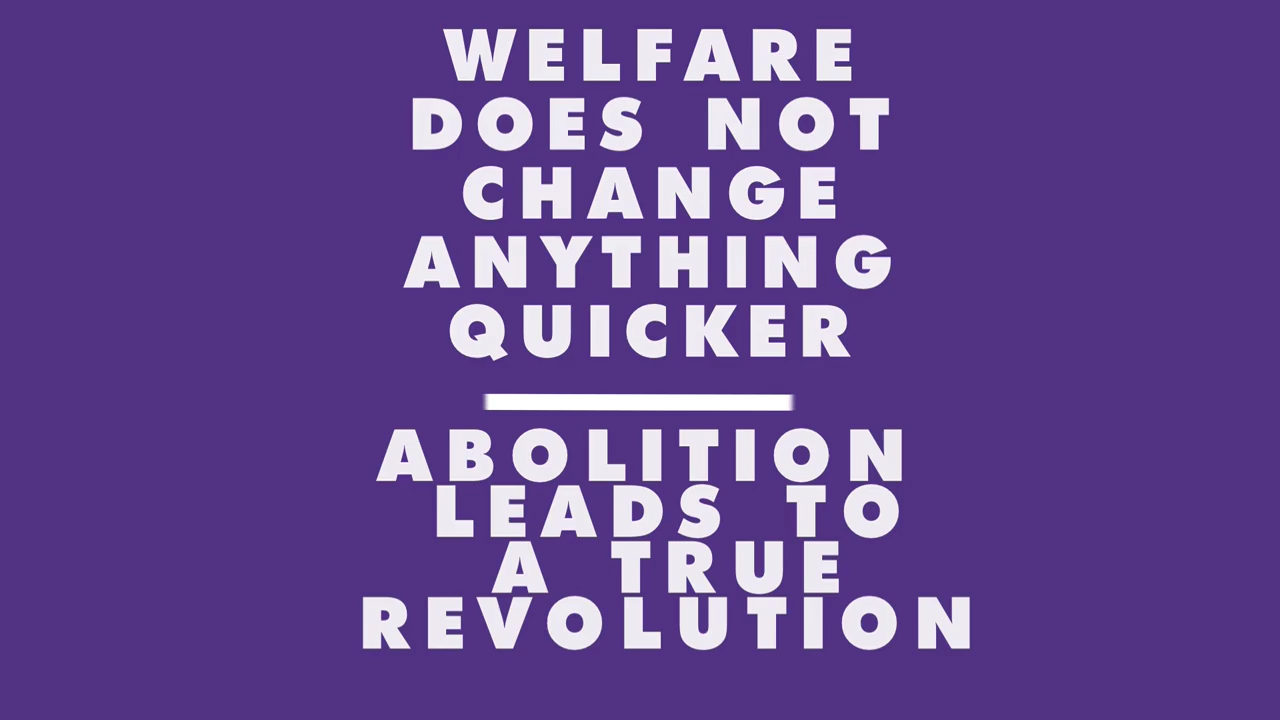 WELFARE
DOES NOT
CHANGE
ANYTHING
QUICKER
ABOLITION
LEADS TO
A TRUE
REVOLUTION